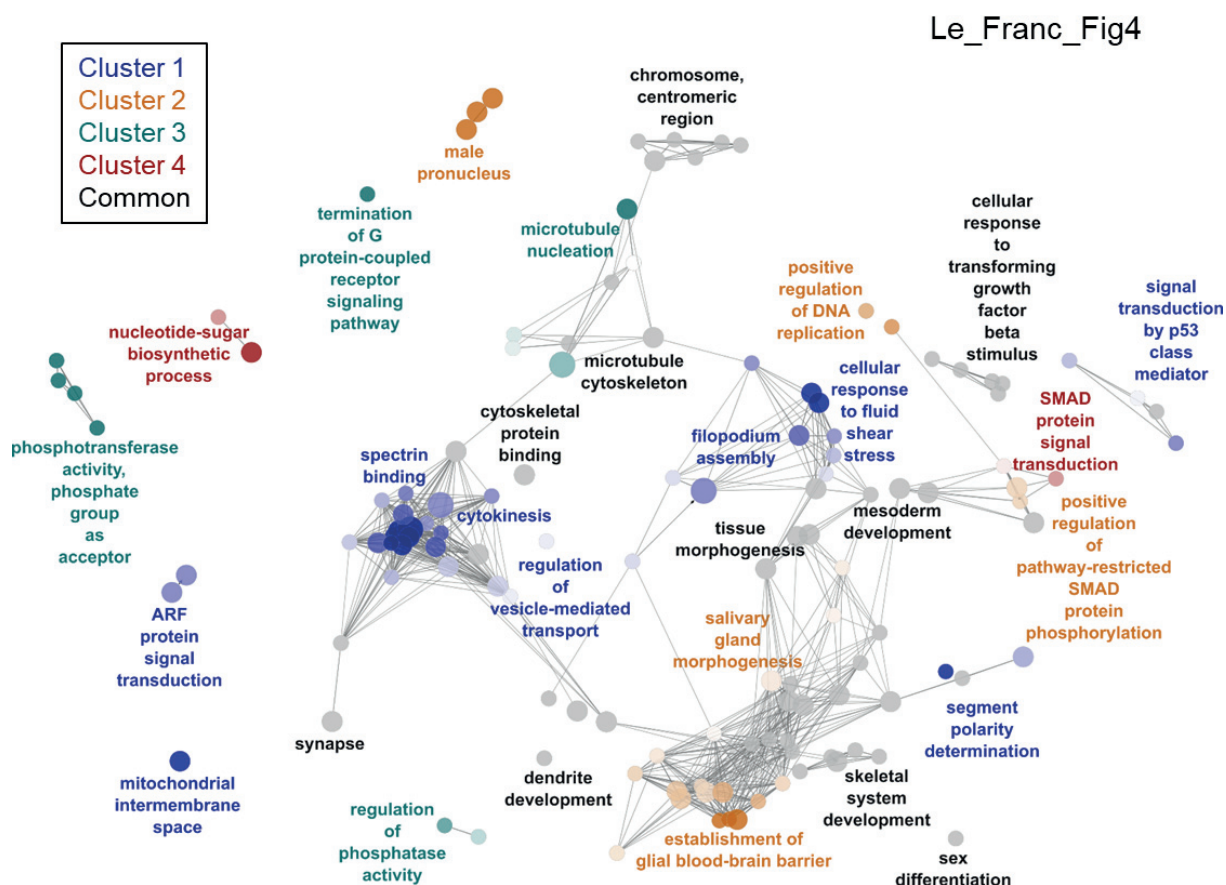 Le_Franc_Fig4
Cluster 1
Cluster 2
Cluster 3
Cluster 4
Common
chromosome,
centromeric
region
male
pronucleus
termination
of G
protein-coupled
receptor
signaling
pathway
microtubule
nucleation
cellular
response
to
transforming
growth
factor
beta
stimulus
positive
regulation
of DNA
replication
signal
transduction
by p53
class
mediator
nucleotide-sugar
biosynthetic
process
microtubule
cytoskeleton
cellular
response
to fluid
shear
stress
SMAD
protein
signal
transduction
phosphotransferase
activity,
phosphate
group
as
acceptor
cytoskeletal
protein
binding
spectrin
binding
filopodium
assembly
cytokinesis
mesoderm
development
tissue
morphogenesis
positive
regulation
of
pathway-restricted
SMAD
protein
phosphorylation
regulation
of
vesicle-mediated
transport
ARF
protein
signal
transduction
salivary
gland
morphogenesis
segment
polarity
determination
synapse
mitochondrial
intermembrane
space
dendrite
development
skeletal
system
development
regulation
of
phosphatase
activity
establishment of
glial blood-brain barrier
sex
differentiation